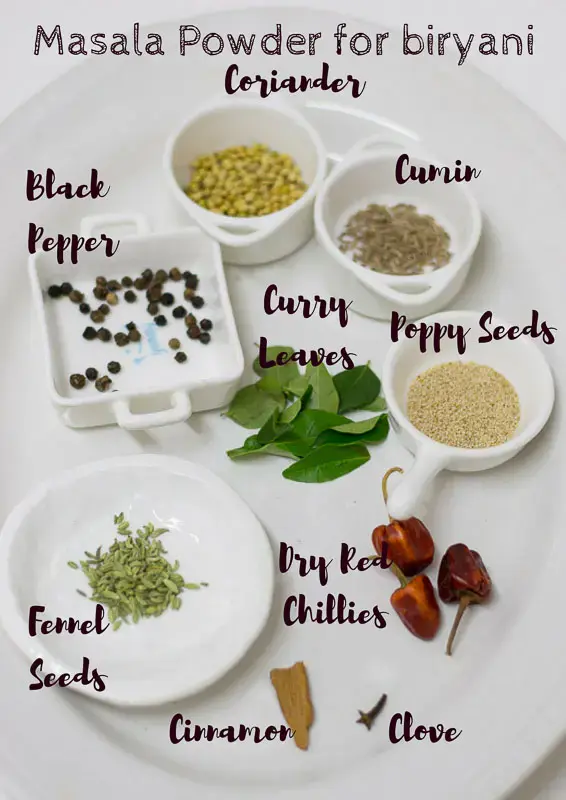 Masala Powder for biryani
Coriander
Cumin
Black
Pepper
Curry
Leaves
Poppy Seeds
Dry Red
Chillies
Fennel
Seeds
Cinnamon
Clove